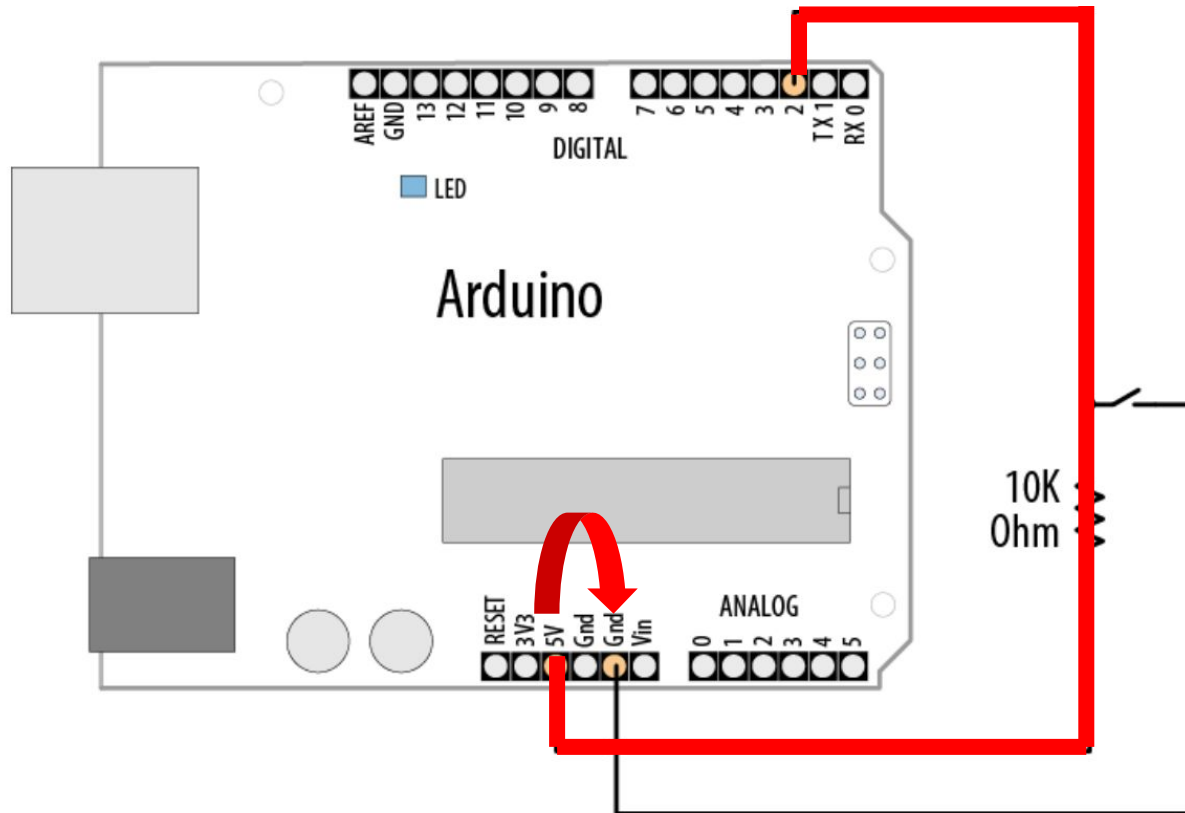 AREF
GND
13
12
11
10
9
8
7
6
5
4
3
2
TX 1
RX 0
DIGITAL
LED
Arduino
10K
Ohm
RESET
3V3
5V
Gnd
Gnd
Vin
ANALOG
0
1
2
3
4
5